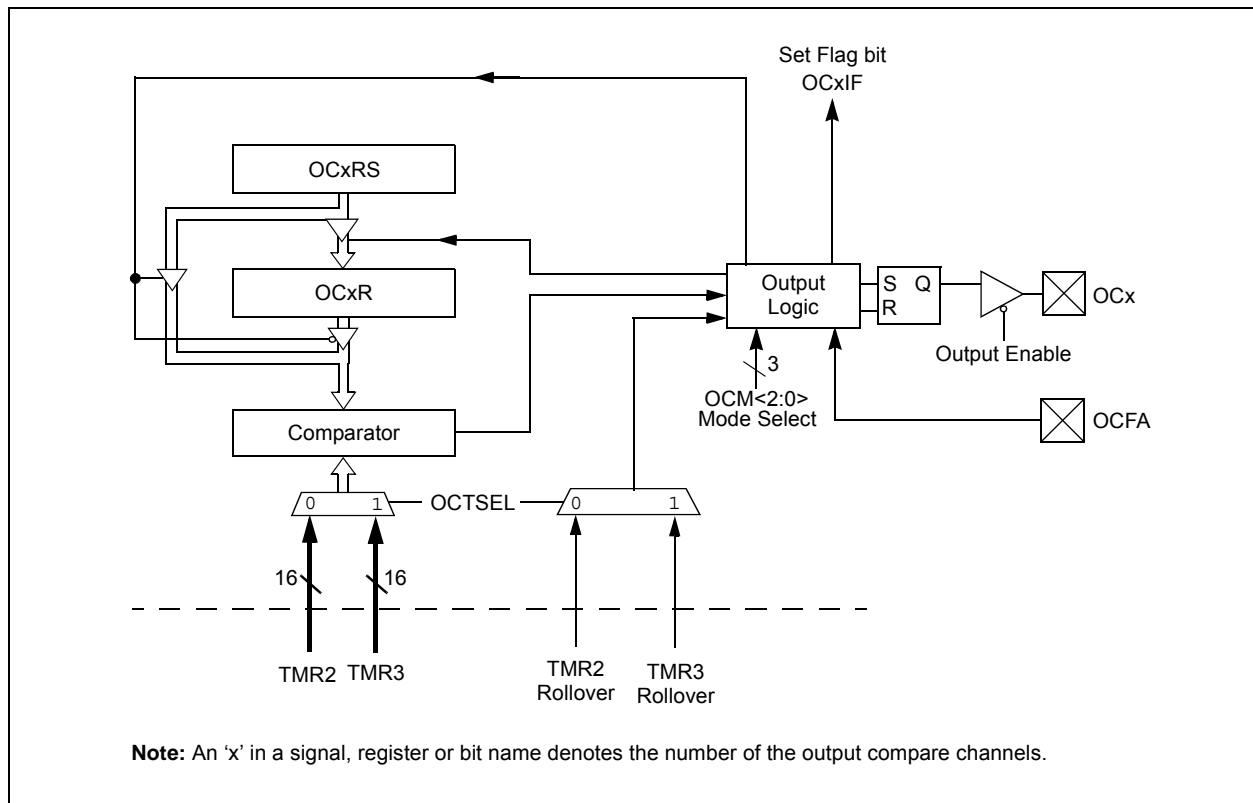 Set Flag bit
OCxIF
OCxRS
OCxR
Output
Logic
S Q
R
OCx
Output Enable
3
OCM<2:0>
Mode Select
OCFA
Comparator
0 1
OCTSEL
0 1
16
16
TMR2
TMR3
TMR2
Rollover
TMR3
Rollover
Note: An ‘x’ in a signal, register or bit name denotes the number of the output compare channels.